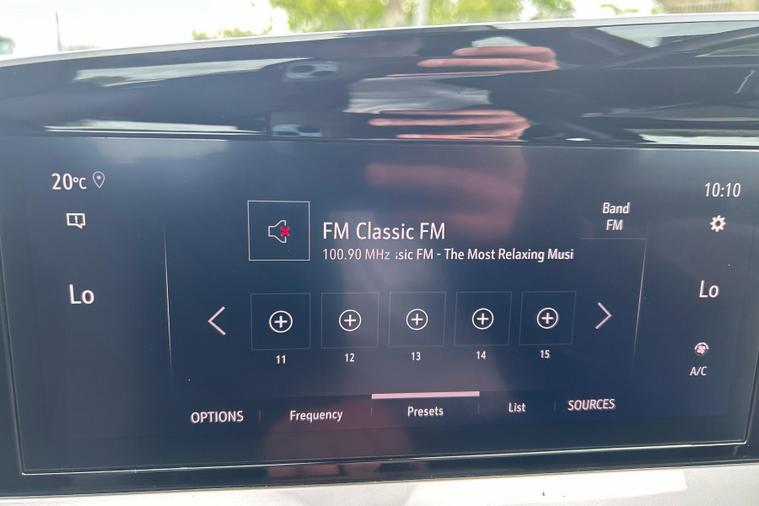 20°C
10:10
Band
FM
FM Classic FM
100.90 MHz sic FM - The Most Relaxing Musi
Lo
Lo
11 12 13 14 15
A/C
OPTIONS Frequency Presets List SOURCES